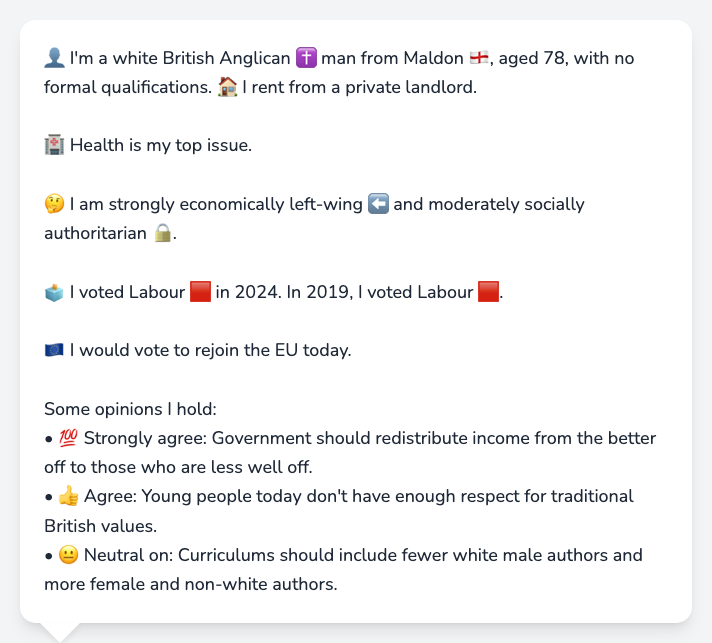 👤 I'm a white British Anglican ✝️ man from Maldon 🏴󠁧󠁢󠁥󠁮󠁧󠁿, aged 78, with no
formal qualifications. 🏠 I rent from a private landlord.
🏥 Health is my top issue.
🤔 I am strongly economically left-wing ⬅️ and moderately socially
authoritarian 🔒.
🗳️ I voted Labour 🟥 in 2024. In 2019, I voted Labour 🟥.
🇪🇺 I would vote to rejoin the EU today.
Some opinions I hold:
• 💯 Strongly agree: Government should redistribute income from the better
off to those who are less well off.
• 👍 Agree: Young people today don't have enough respect for traditional
British values.
• 😐 Neutral on: Curriculums should include fewer white male authors and
more female and non-white authors.